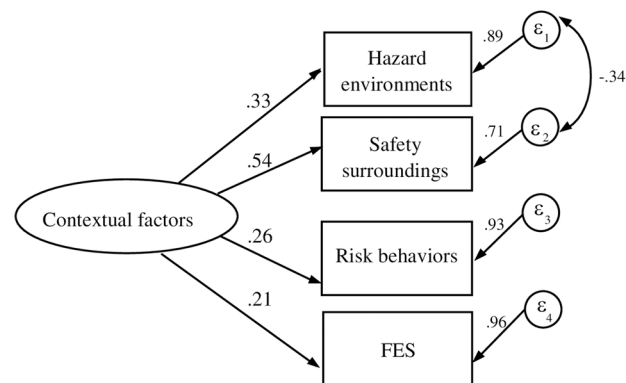 .89
ε1
Hazard
environments
-.34
.33
.71
ε2
Safety
surroundings
.54
Contextual factors
.26
.93
ε3
Risk behaviors
.21
.96
ε4
FES